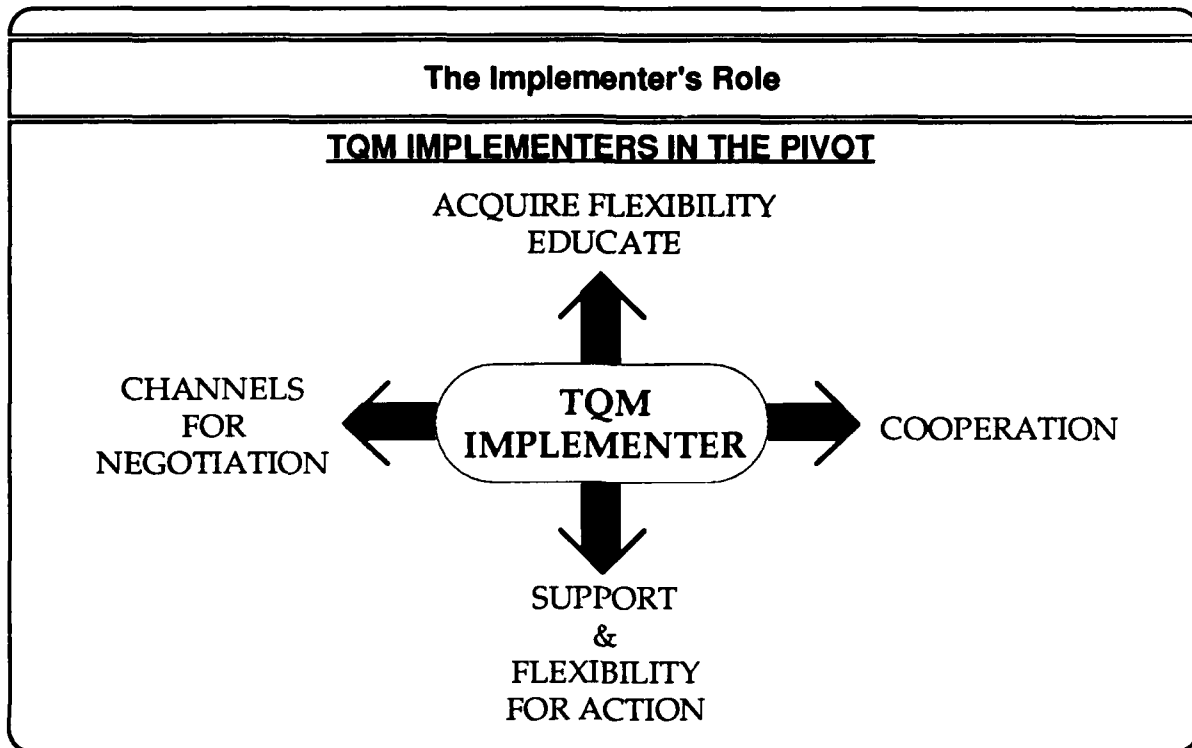 The Implementer's Role
TQM IMPLEMENTERS IN THE PIVOT
ACQUIRE FLEXIBILITY
EDUCATE
CHANNELS
FOR
NEGOTIATION
TQM
IMPLEMENTER
COOPERATION
SUPPORT
&
FLEXIBILITY
FOR ACTION